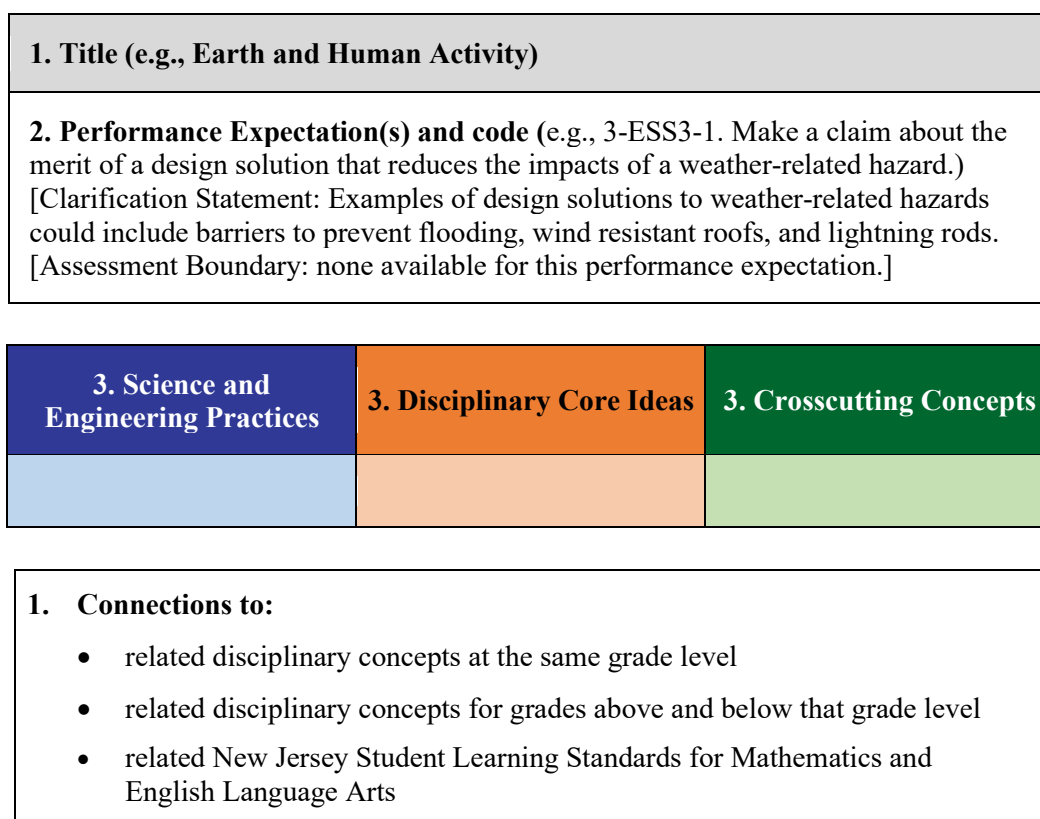 1. Title (e.g., Earth and Human Activity)
2. Performance Expectation(s) and code (e.g., 3-ESS3-1. Make a claim about the
merit of a design solution that reduces the impacts of a weather-related hazard.)
[Clarification Statement: Examples of design solutions to weather-related hazards
could include barriers to prevent flooding, wind resistant roofs, and lightning rods.
[Assessment Boundary: none available for this performance expectation.]
3. Science and
Engineering Practices
3. Disciplinary Core Ideas
3. Crosscutting Concepts
1. Connections to:
• related disciplinary concepts at the same grade level
• related disciplinary concepts for grades above and below that grade level
• related New Jersey Student Learning Standards for Mathematics and
English Language Arts